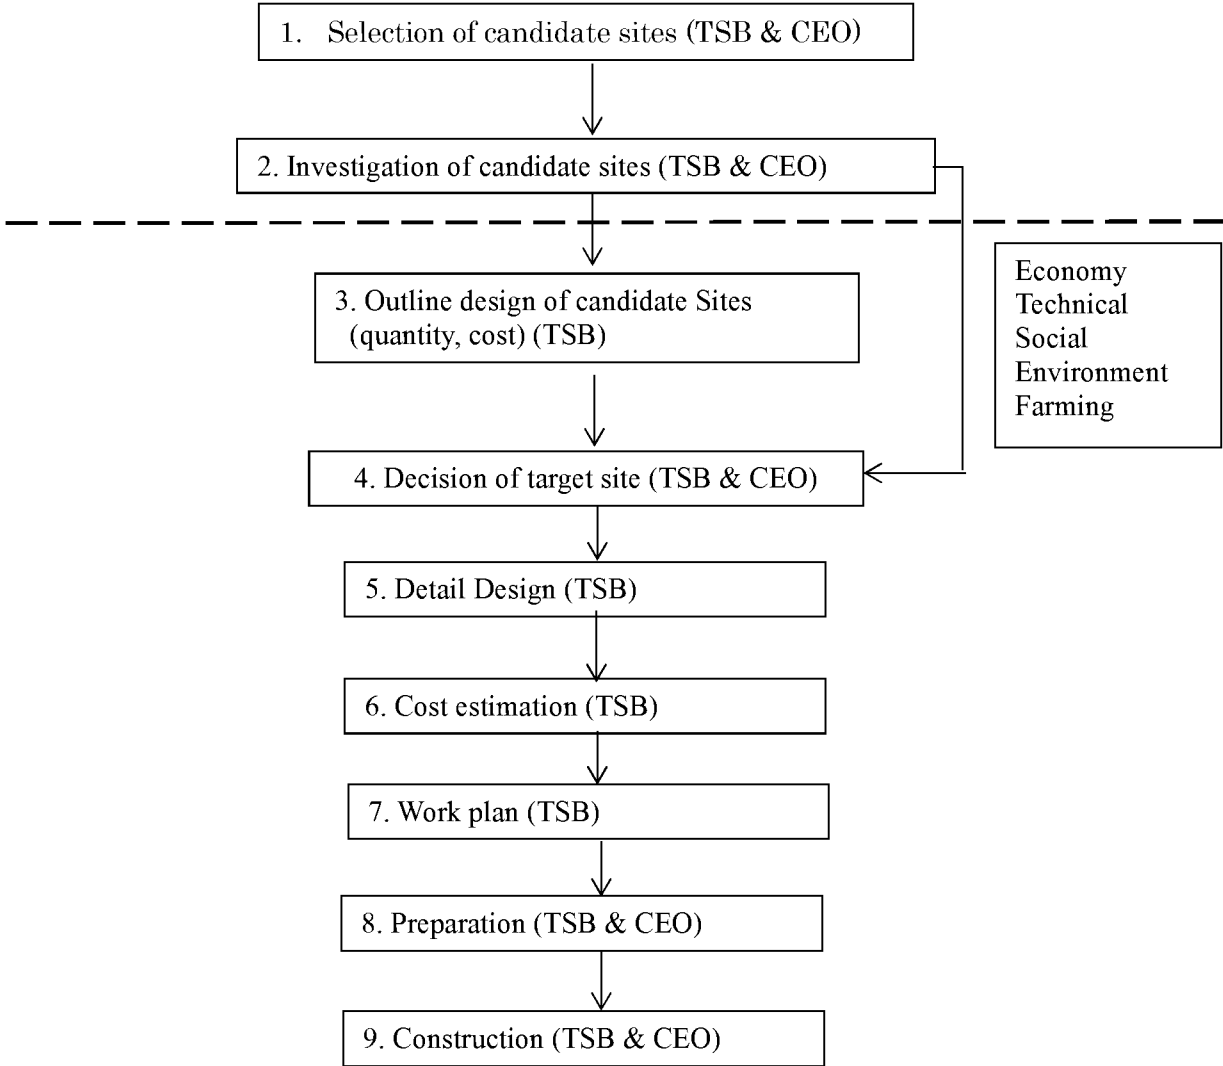 1. Selection of candidate sites (TSB & CEO)
2. Investigation of candidate sites (TSB & CEO)
Economy
Technical
Social
Environment
Farming
3. Outline design of candidate Sites
(quantity, cost) (TSB)
4. Decision of target site (TSB & CEO)
5. Detail Design (TSB)
6. Cost estimation (TSB)
7. Work plan (TSB)
8. Preparation (TSB & CEO)
9. Construction (TSB & CEO)